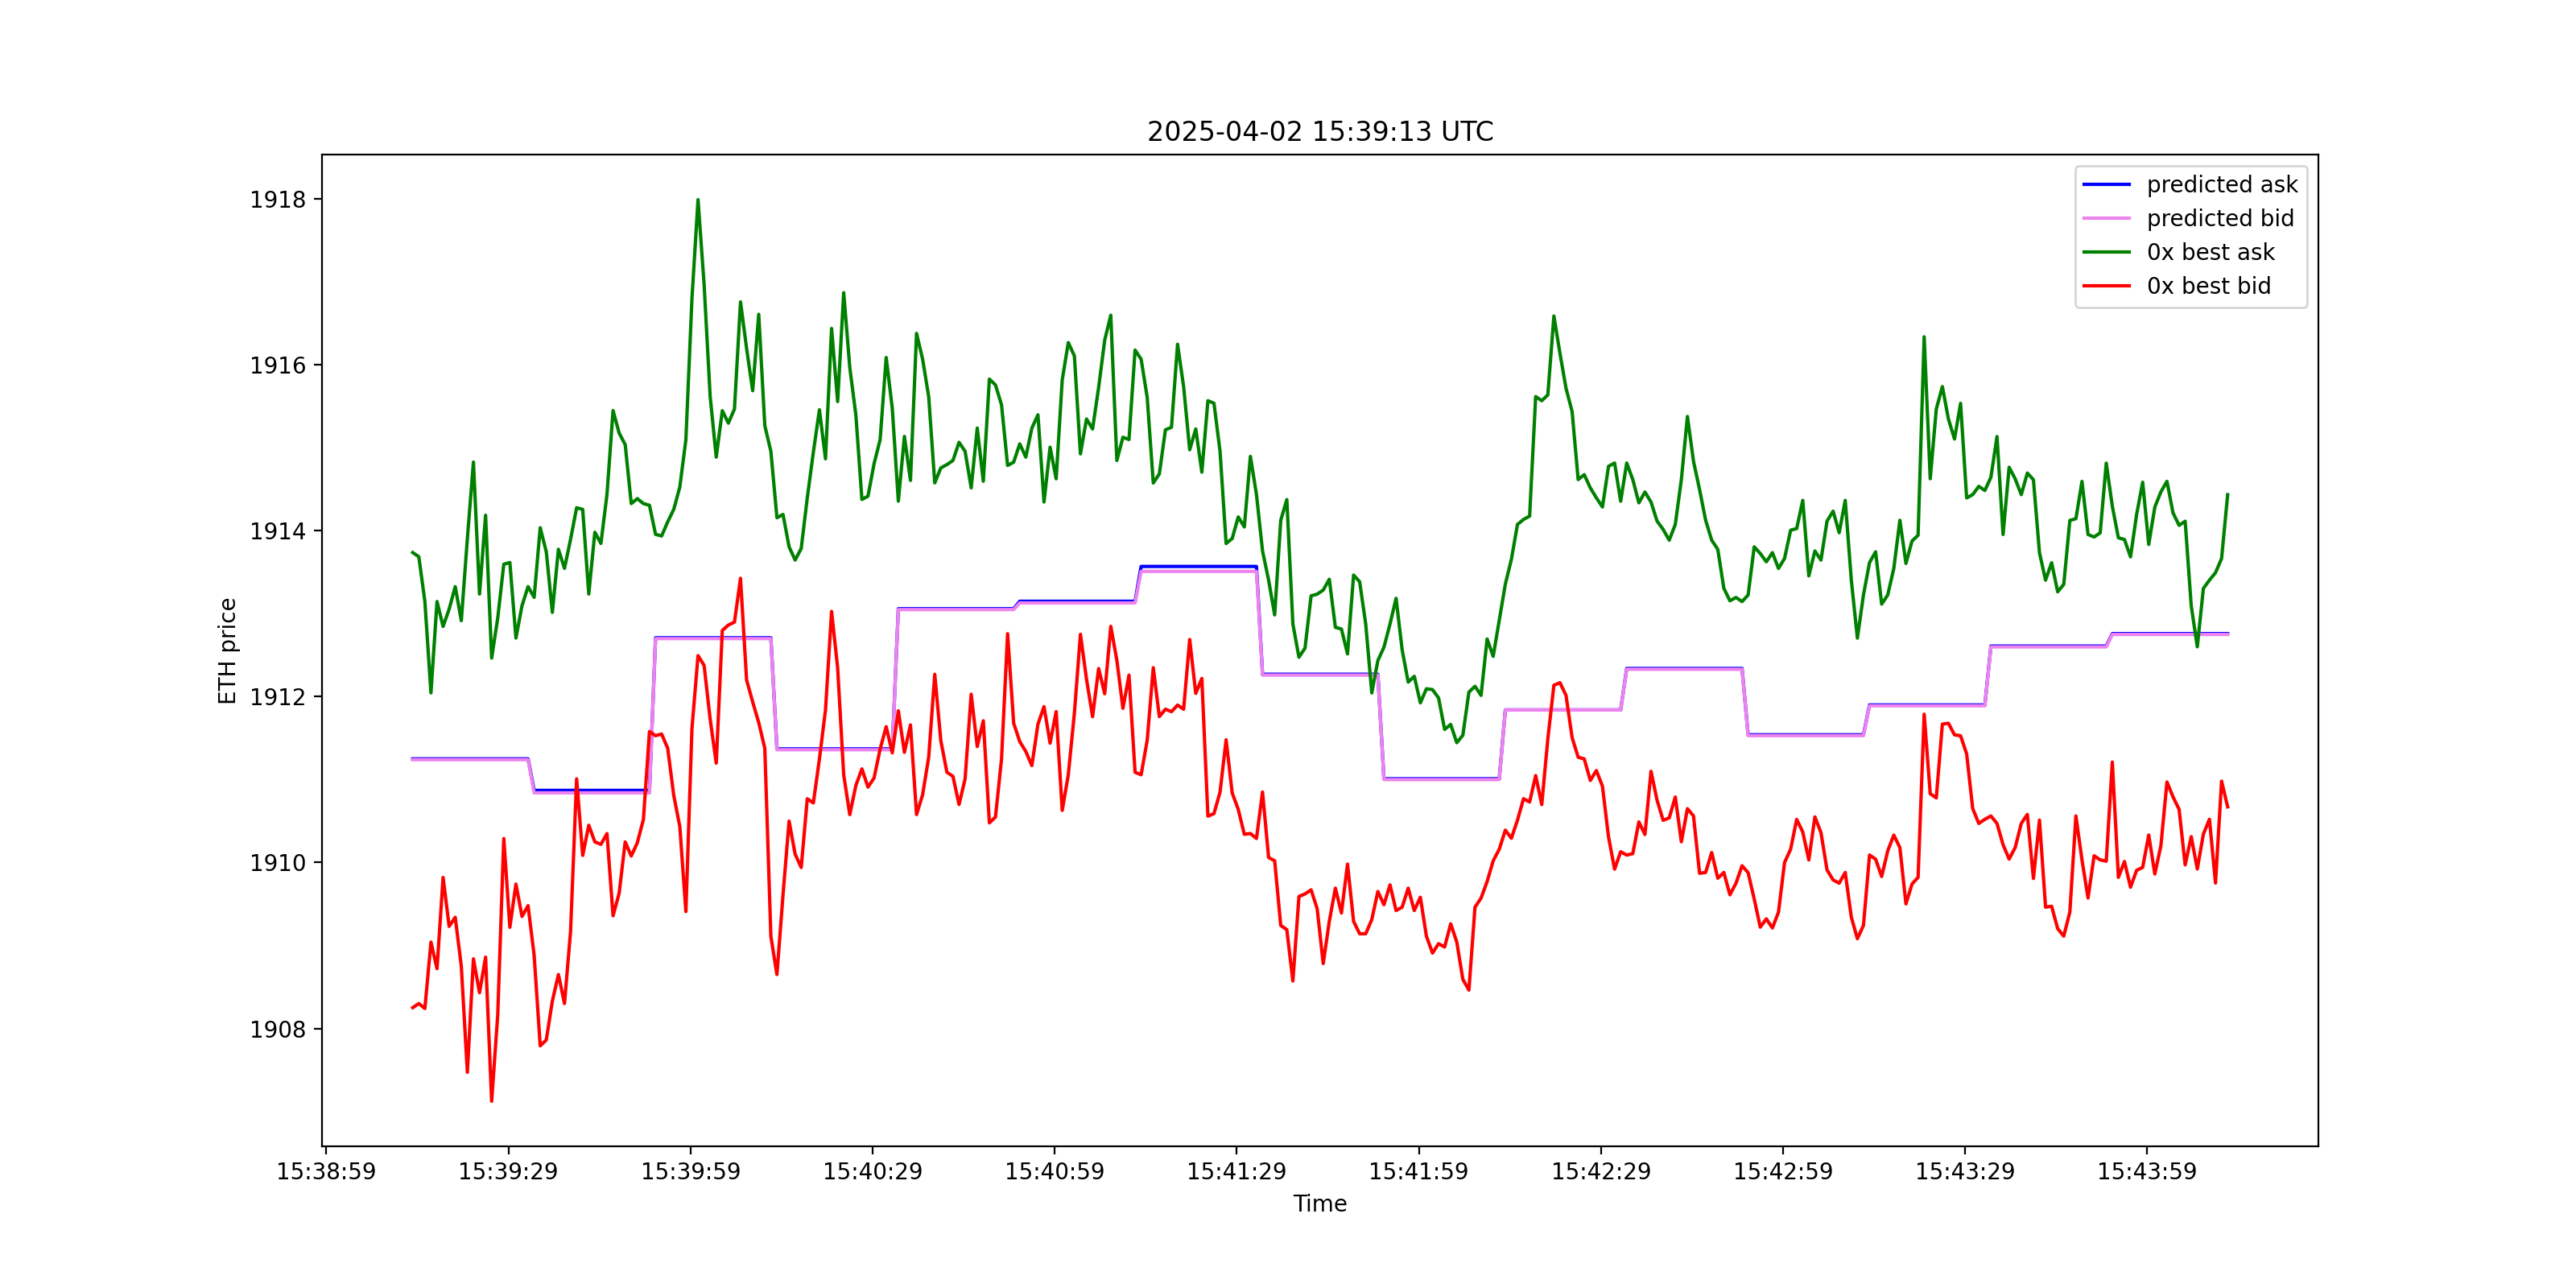 2025-04-02 15:39:13 UTC
predicted ask
predicted bid
0x best ask
0x best bid
ETH price
1918
1916
1914
1912
1910
1908
15:38:59 15:39:29 15:39:59 15:40:29 15:40:59 15:41:29 15:41:59 15:42:29 15:42:59 15:43:29 15:43:59
Time